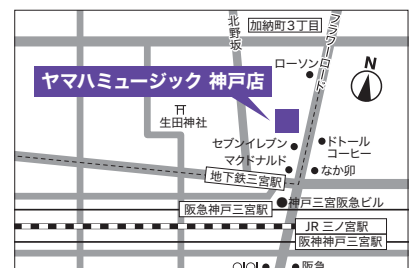 北野坂
加納町3丁目
フラワーロード
ローソン
N
ヤマハミュージック 神戸店
生田神社
セブンイレブン
ドトール
コーヒー
マクドナルド
なか卯
地下鉄三宮駅
神戸三宮阪急ビル
阪急神戸三宮駅
JR 三ノ宮駅
阪神神戸三宮駅
阪急